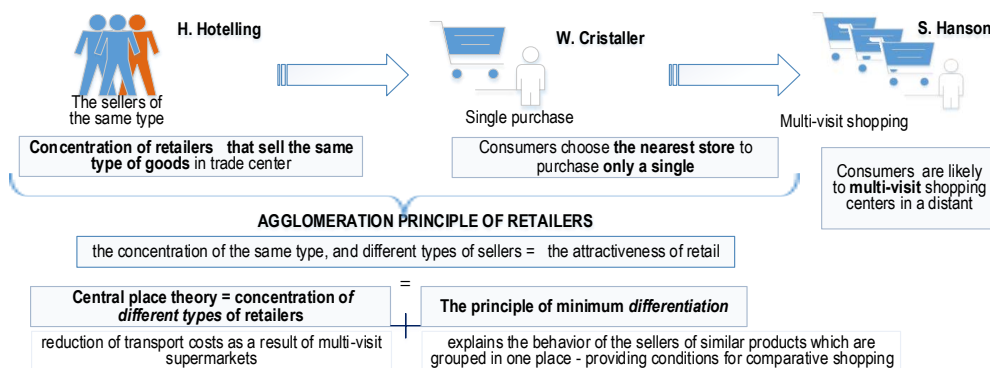 H. Hotelling
W. Cristaller
S. Hanson
The sellers of
the same type
Single purchase
Multi-visit shopping
Concentration of retailers that sell the same
type of goods in trade center
Consumers choose the nearest store to
purchase only a single
Consumers are likely
to multi-visit shopping
centers in a distant
AGGLOMERATION PRINCIPLE OF RETAILERS
the concentration of the same type, and different types of sellers = the attractiveness of retail
=
Central place theory = concentration of
different types of retailers
+
The principle of minimum differentiation
reduction of transport costs as a result of multi-visit
supermarkets
explains the behavior of the sellers of similar products which are
grouped in one place - providing conditions for comparative shopping